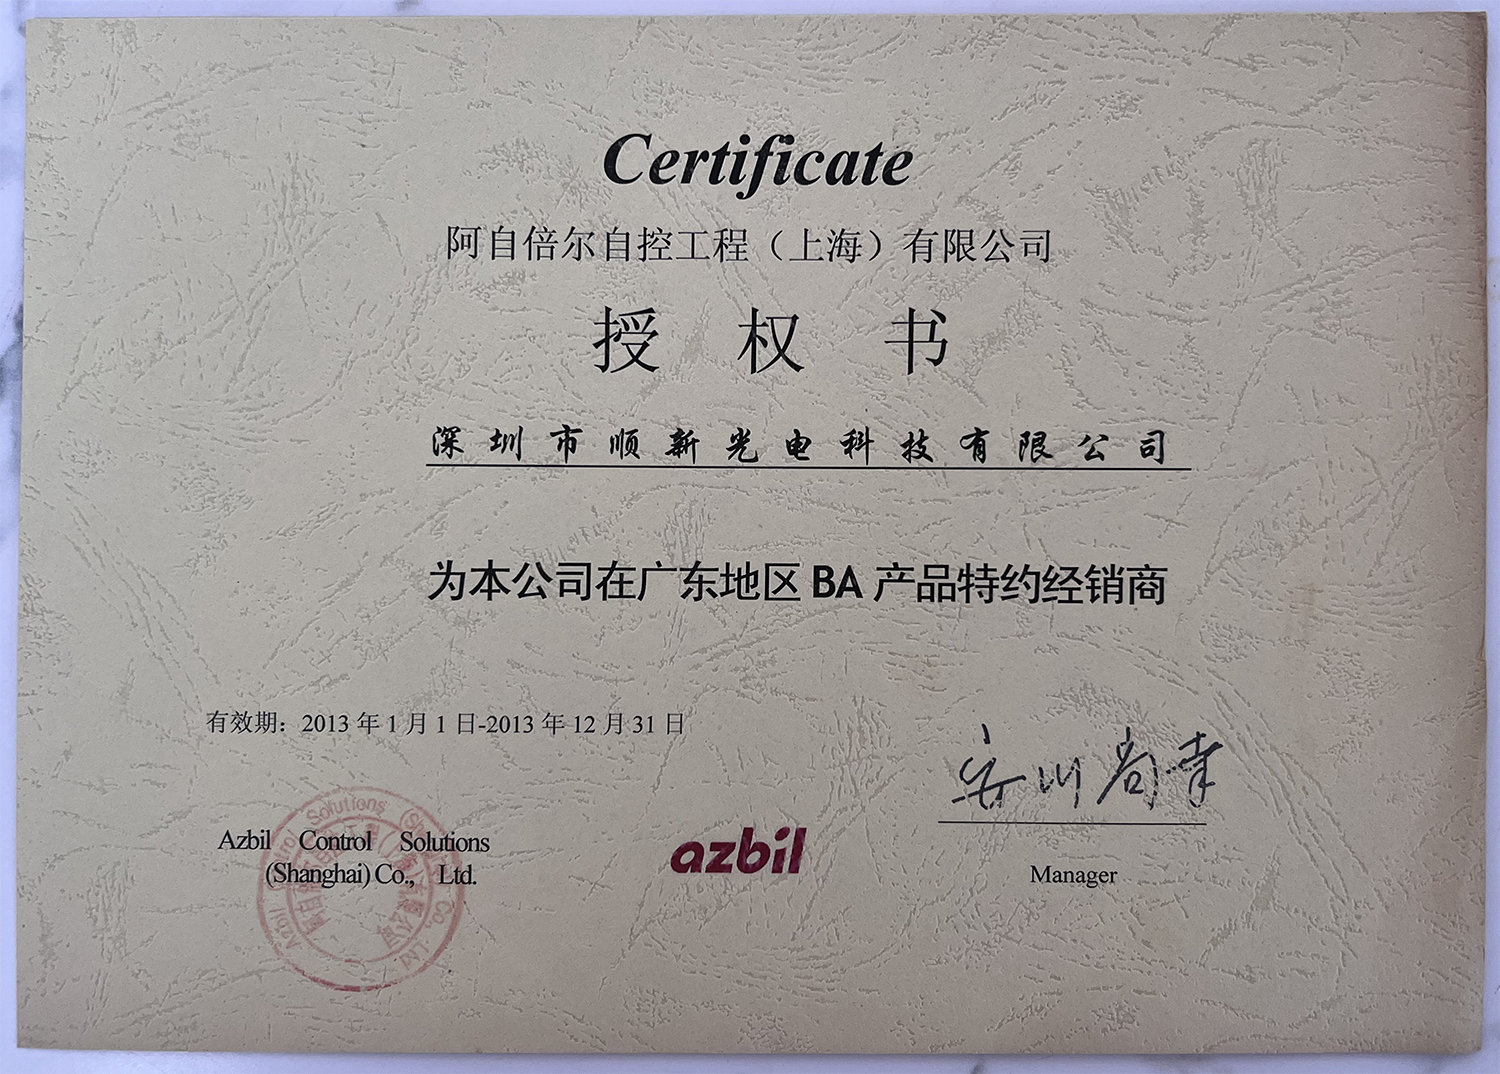 Certificate
阿自倍尔自控工程（上海）有限公司
授 权 书
深圳市顺新光电科技有限公司
为本公司在广东地区 BA 产品特约经销商
有效期：2013 年 1 月 1 日-2013 年 12 月 31 日
Azbil Control Solutions
(Shanghai) Co., Ltd.
azbil
Manager